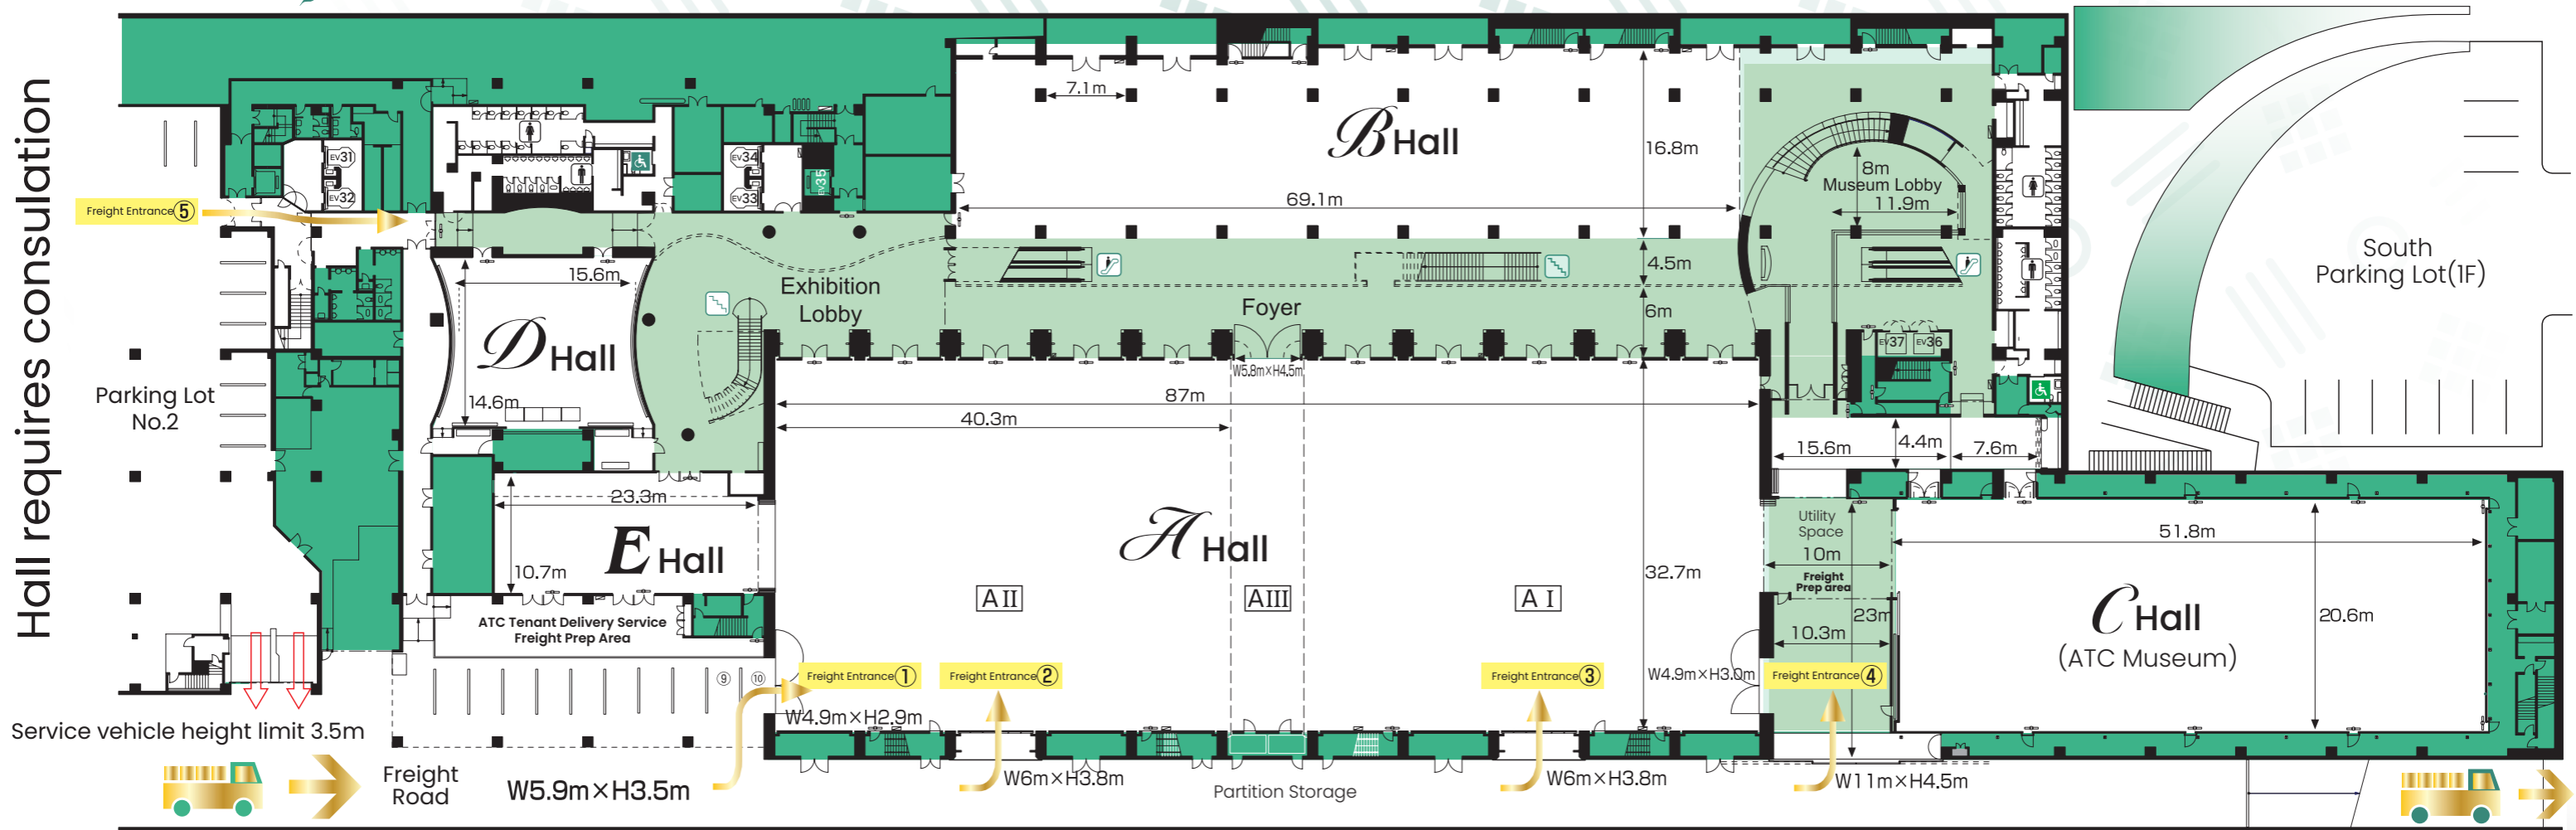 Hall requires consulation
Freight Entrance⑤
EV31
EV32
EV34
EV33
EV35
7.1m
B Hall
16.8m
69.1m
8m
Museum Lobby
11.9m
South
Parking Lot(1F)
15.6m
D Hall
14.6m
Exhibition
Lobby
Foyer
4.5m
6m
W5.8m×H4.5m
EV37
EV36
Parking Lot
No.2
87m
40.3m
15.6m
4.4m
7.6m
23.3m
E Hall
10.7m
A Hall
AII
AIII
AI
32.7m
Utility
Space
10m
Freight
Prep area
23m
10.3m
51.8m
20.6m
C Hall
(ATC Museum)
ATC Tenant Delivery Service
Freight Prep Area
⑨
⑩
Freight Entrance①
Freight Entrance②
Freight Entrance③
W4.9m×H3.0m
Freight Entrance④
W4.9m×H2.9m
Service vehicle height limit 3.5m
Freight
Road
W5.9m×H3.5m
W6m×H3.8m
Partition Storage
W6m×H3.8m
W11m×H4.5m